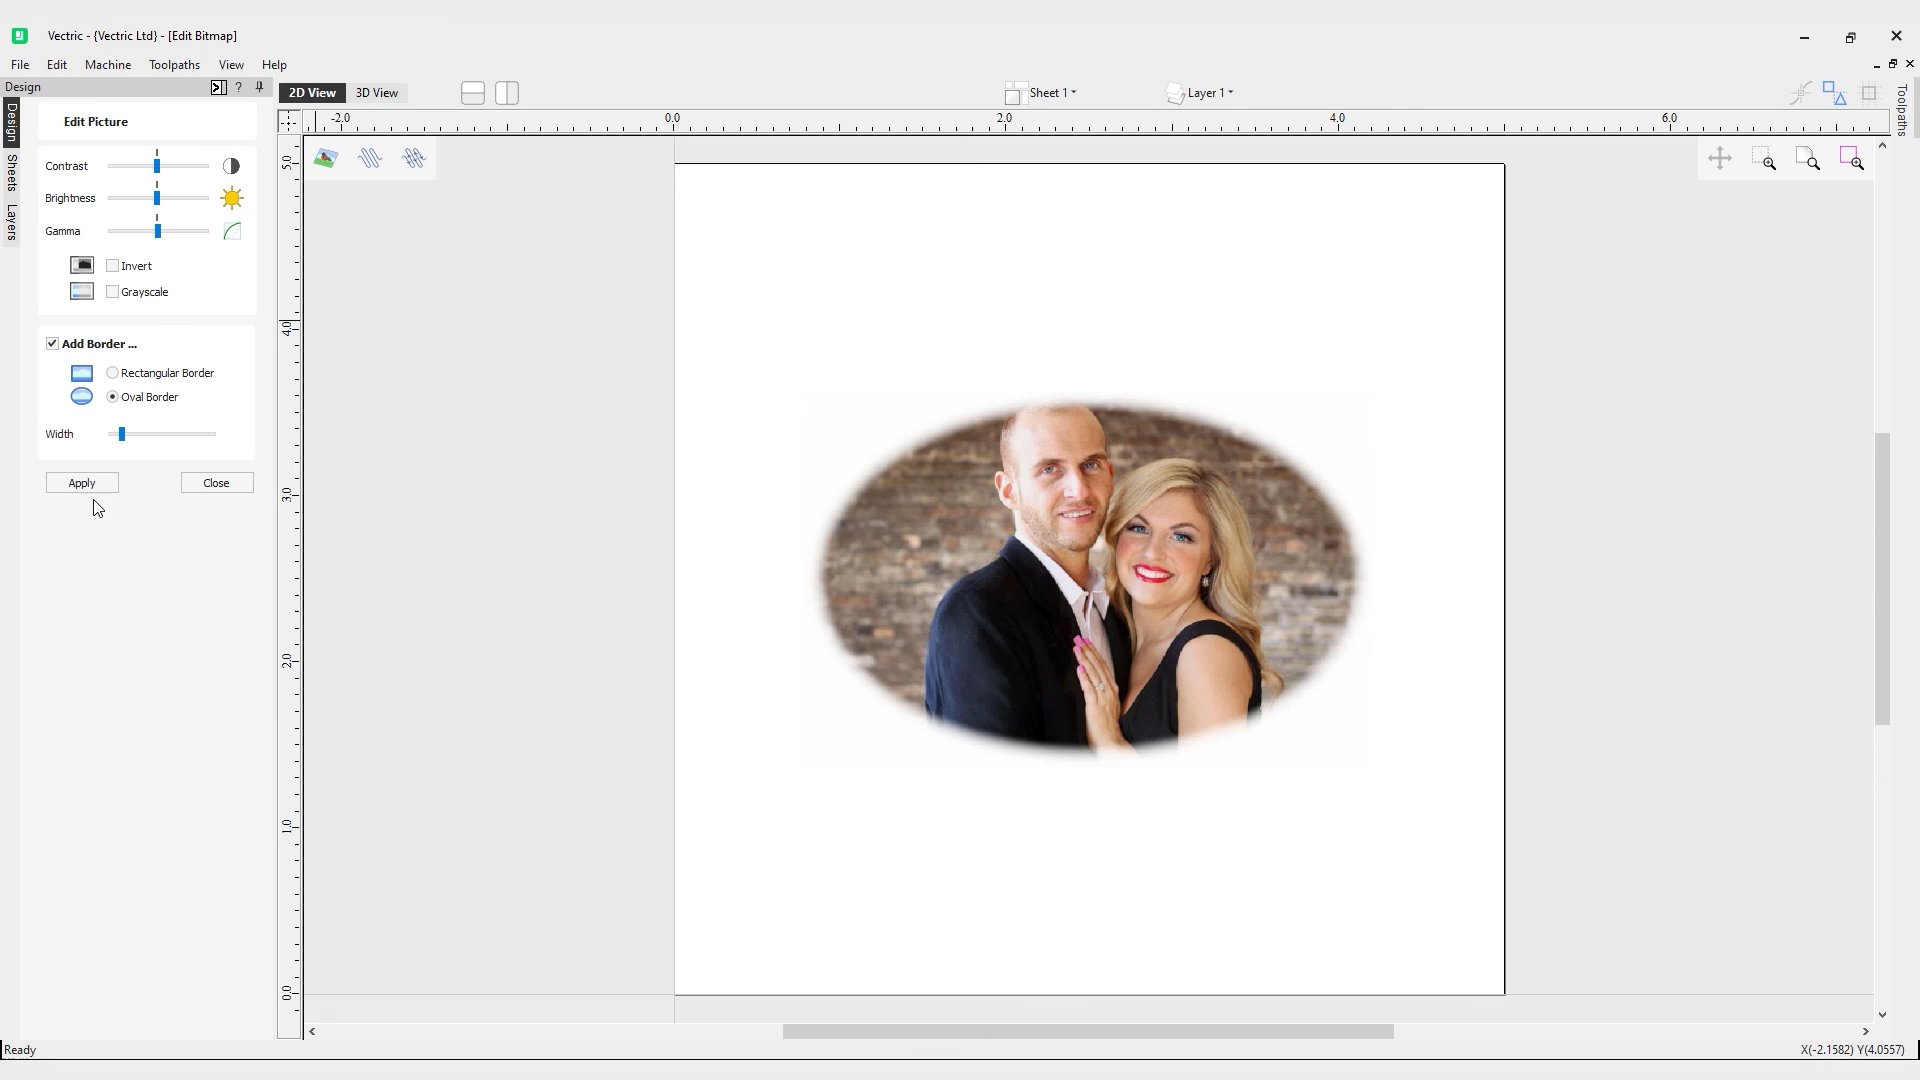 Vectric - {Vectric Ltd} - [Edit Bitmap]
File Edit Machine Toolpaths View Help
Design ?
2D View 3D View Sheet 1 Layer 1
Toolpaths
Design
Sheets
Layers
-2.0 0.0 2.0 4.0 6.0
5.0
4.0
3.0
2.0
1.0
0.0
Edit Picture
Contrast
Brightness
Gamma
Invert
Grayscale
Add Border ...
Rectangular Border
Oval Border
Width
Apply Close
Ready X(-2.1582) Y(4.0557)